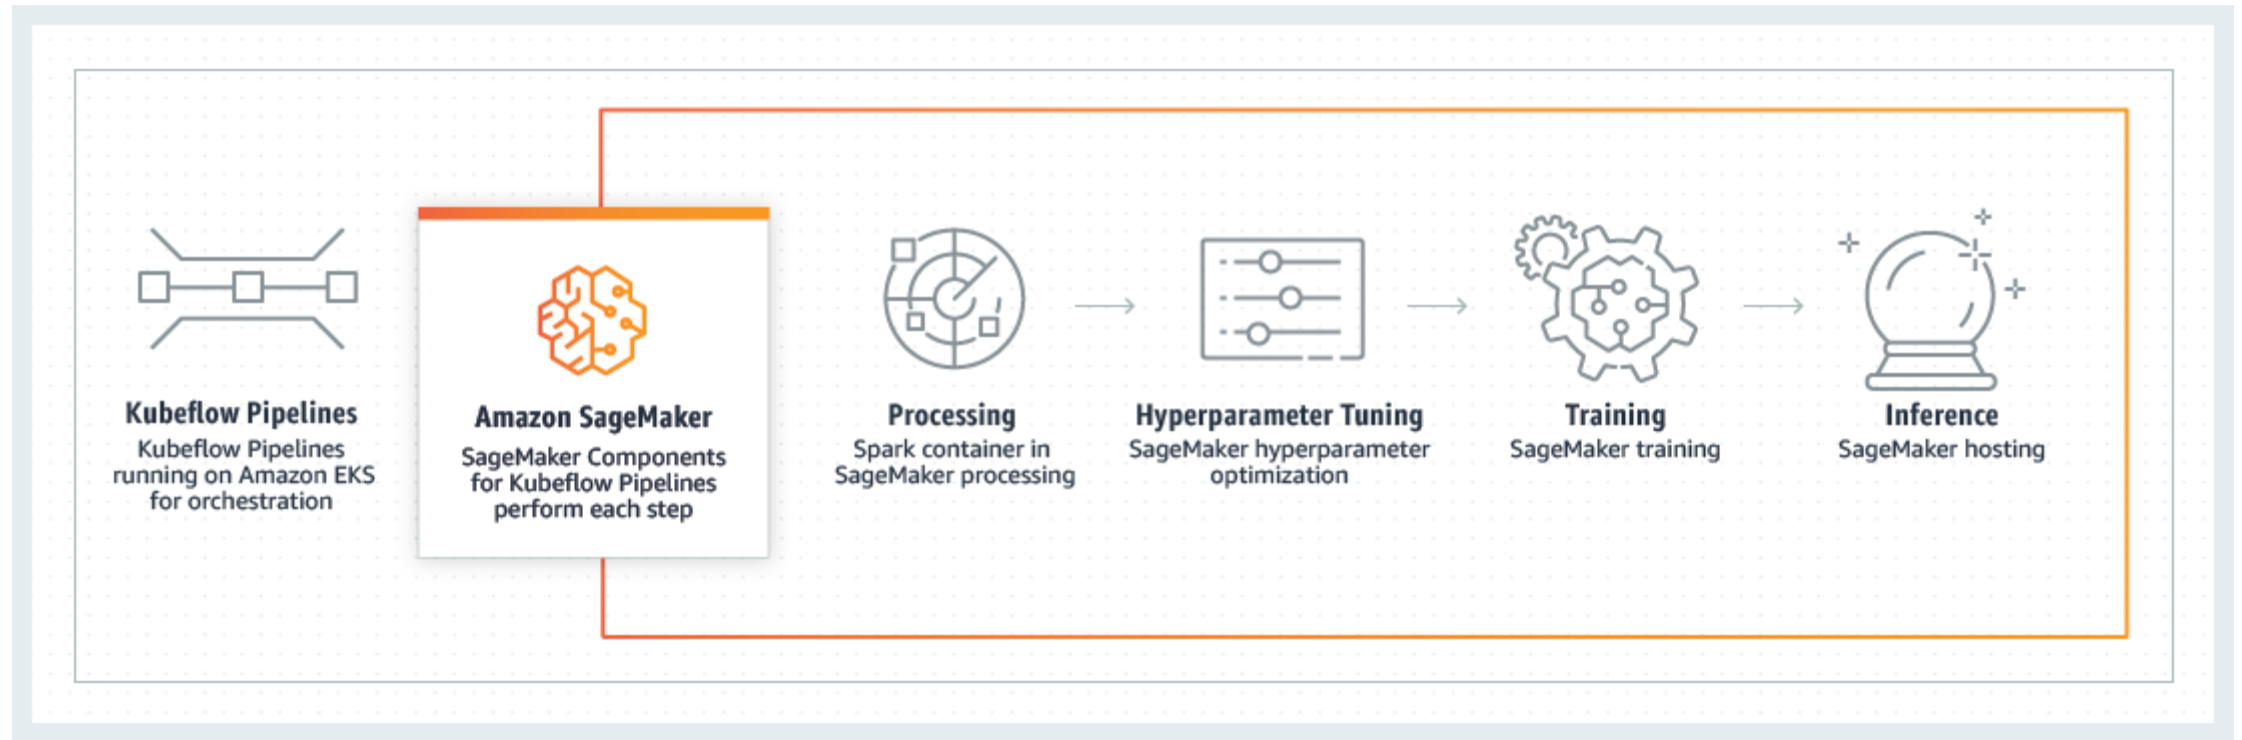 Kubeflow Pipelines
Kubeflow Pipelines
running on Amazon EKS
for orchestration
Amazon SageMaker
SageMaker Components
for Kubeflow Pipelines
perform each step
Processing
Spark container in
SageMaker processing
Hyperparameter Tuning
SageMaker hyperparameter
optimization
Training
SageMaker training
Inference
SageMaker hosting